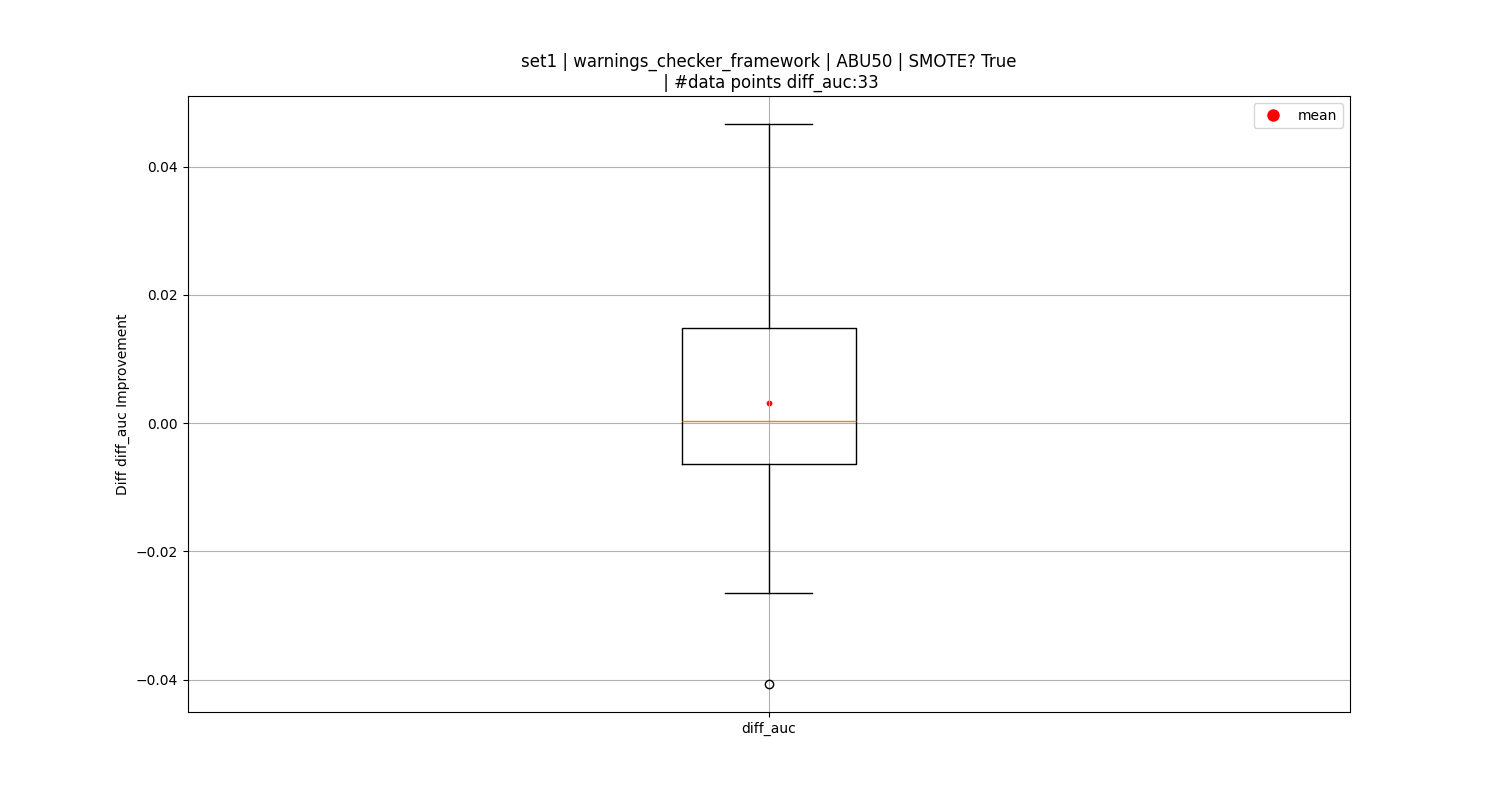 set1 | warnings_checker_framework | ABU50 | SMOTE? True
| #data points diff_auc:33
mean
0.04
0.02
0.00
−0.02
−0.04
Diff diff_auc Improvement
diff_auc